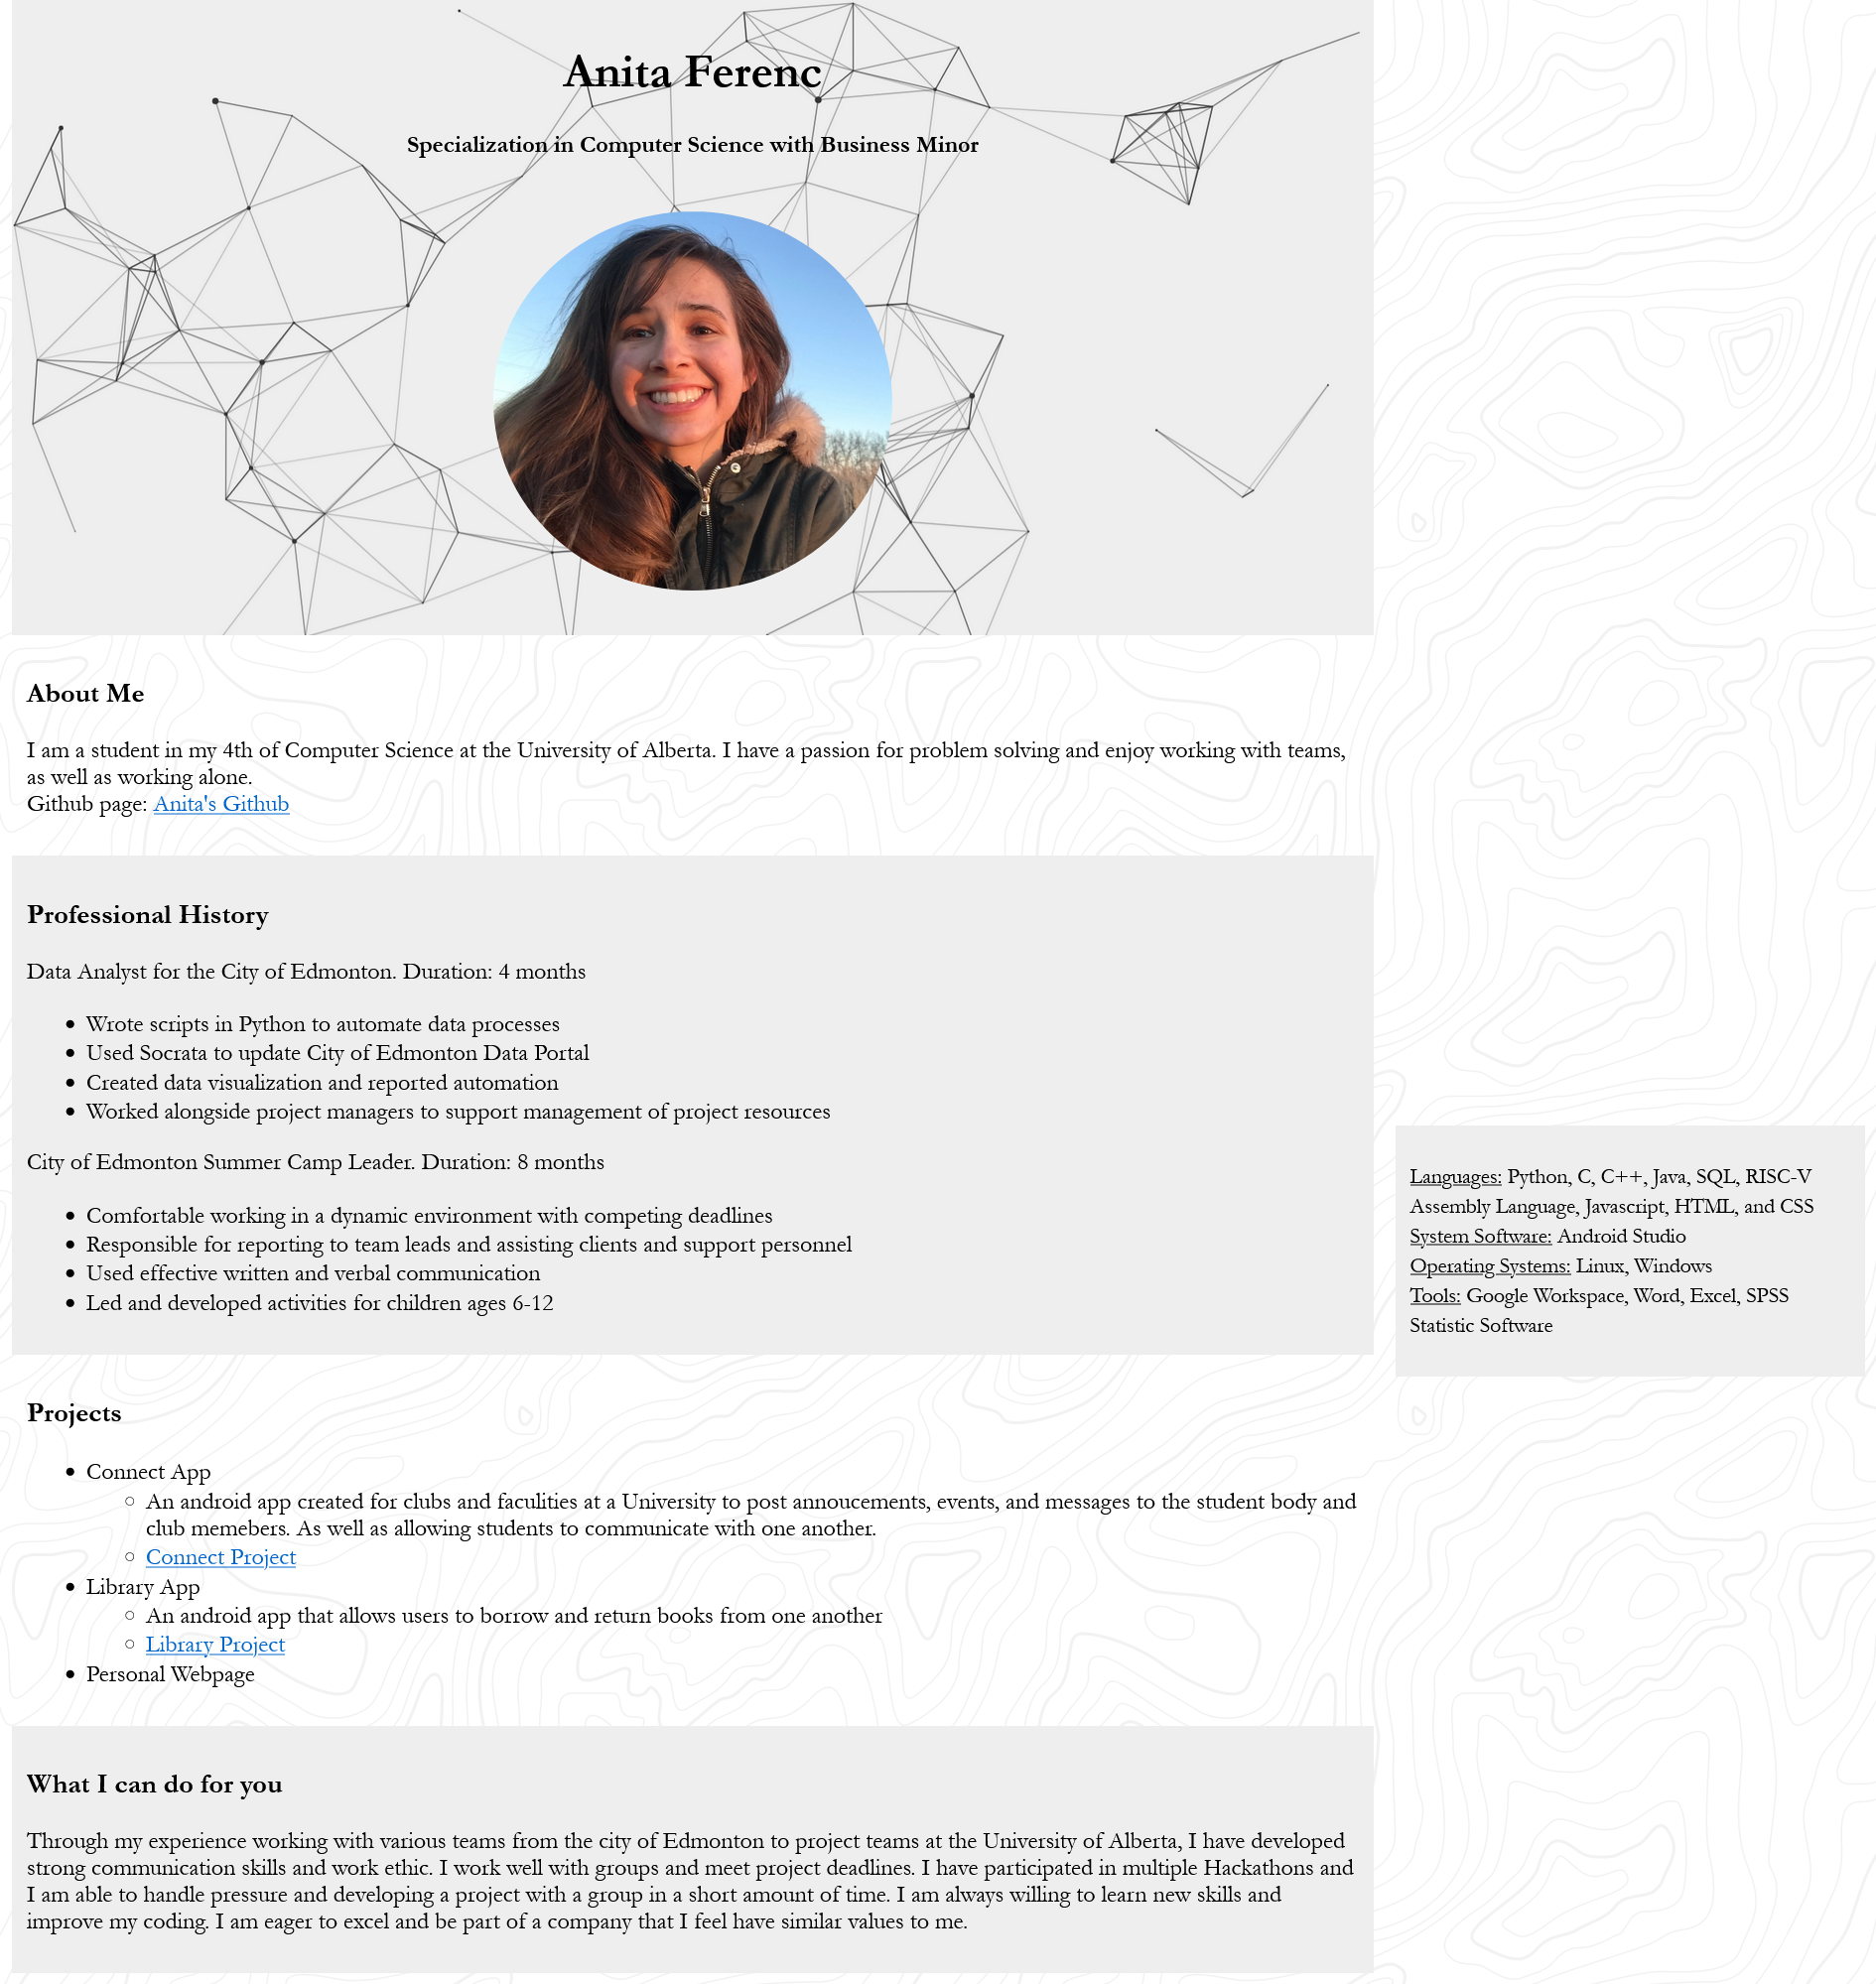 Anita Ferenc
Specialization in Computer Science with Business Minor
About Me
I am a student in my 4th of Computer Science at the University of Alberta. I have a passion for problem solving and enjoy working with teams,
as well as working alone.
Github page: Anita's Github
Professional History
Data Analyst for the City of Edmonton. Duration: 4 months
• Wrote scripts in Python to automate data processes
• Used Socrata to update City of Edmonton Data Portal
• Created data visualization and reported automation
• Worked alongside project managers to support management of project resources
City of Edmonton Summer Camp Leader. Duration: 8 months
• Comfortable working in a dynamic environment with competing deadlines
• Responsible for reporting to team leads and assisting clients and support personnel
• Used effective written and verbal communication
• Led and developed activities for children ages 6-12
Languages: Python, C, C++, Java, SQL, RISC-V
Assembly Language, Javascript, HTML, and CSS
System Software: Android Studio
Operating Systems: Linux, Windows
Tools: Google Workspace, Word, Excel, SPSS
Statistic Software
Projects
• Connect App
○ An android app created for clubs and faculities at a University to post annoucements, events, and messages to the student body and
club memebers. As well as allowing students to communicate with one another.
○ Connect Project
• Library App
○ An android app that allows users to borrow and return books from one another
○ Library Project
• Personal Webpage
What I can do for you
Through my experience working with various teams from the city of Edmonton to project teams at the University of Alberta, I have developed
strong communication skills and work ethic. I work well with groups and meet project deadlines. I have participated in multiple Hackathons and
I am able to handle pressure and developing a project with a group in a short amount of time. I am always willing to learn new skills and
improve my coding. I am eager to excel and be part of a company that I feel have similar values to me.